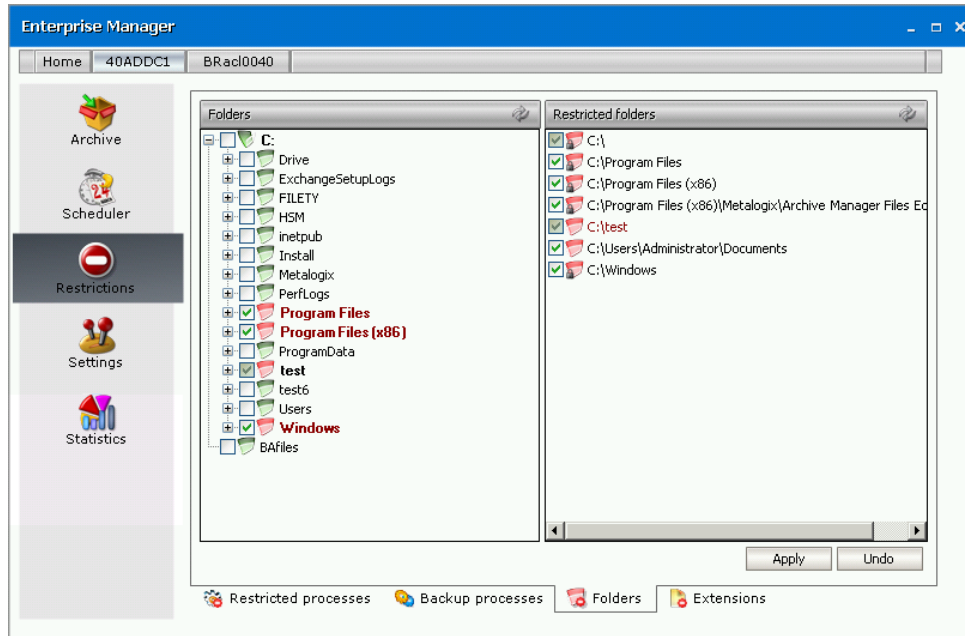 Enterprise Manager
Home 40ADDC1 BRacl0040
Archive
Scheduler
Restrictions
Settings
Statistics
Folders
C:
Drive
ExchangeSetupLogs
FILETY
HSM
inetpub
Install
Metalogix
PerfLogs
Program Files
Program Files (x86)
ProgramData
test
test6
Users
Windows
BAfiles
Restricted folders
C:\
C:\Program Files
C:\Program Files (x86)
C:\Program Files (x86)\Metalogix\Archive Manager Files Ed
C:\test
C:\Users\Administrator\Documents
C:\Windows
Apply Undo
Restricted processes Backup processes Folders Extensions